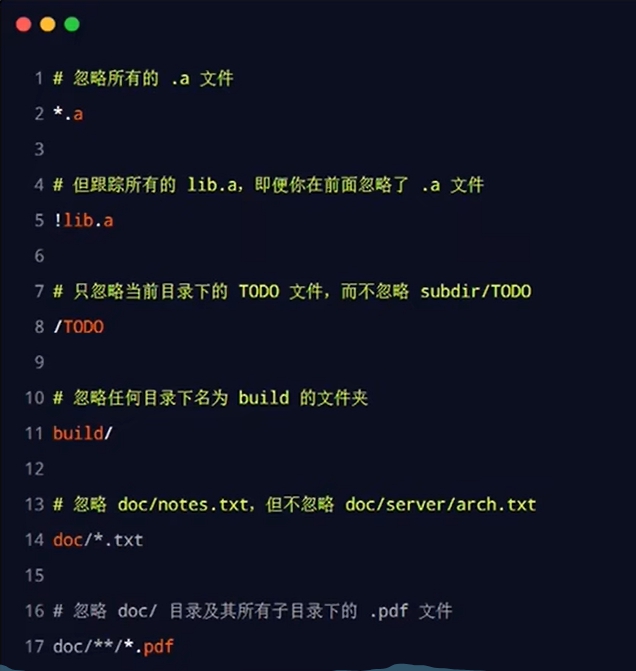 1 # 忽略所有的 .a 文件
2 *.a
3
4 # 但跟踪所有的 lib.a，即便你在前面忽略了 .a 文件
5 !lib.a
6
7 # 只忽略当前目录下的 TODO 文件，而不忽略 subdir/TODO
8 /TODO
9
10 # 忽略任何目录下名为 build 的文件夹
11 build/
12
13 # 忽略 doc/notes.txt，但不忽略 doc/server/arch.txt
14 doc/*.txt
15
16 # 忽略 doc/ 目录及其所有子目录下的 .pdf 文件
17 doc/**/*.pdf